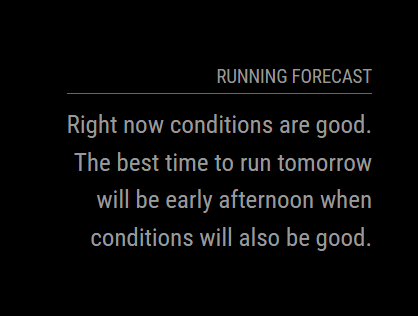 RUNNING FORECAST
Right now conditions are good.
The best time to run tomorrow
will be early afternoon when
conditions will also be good.